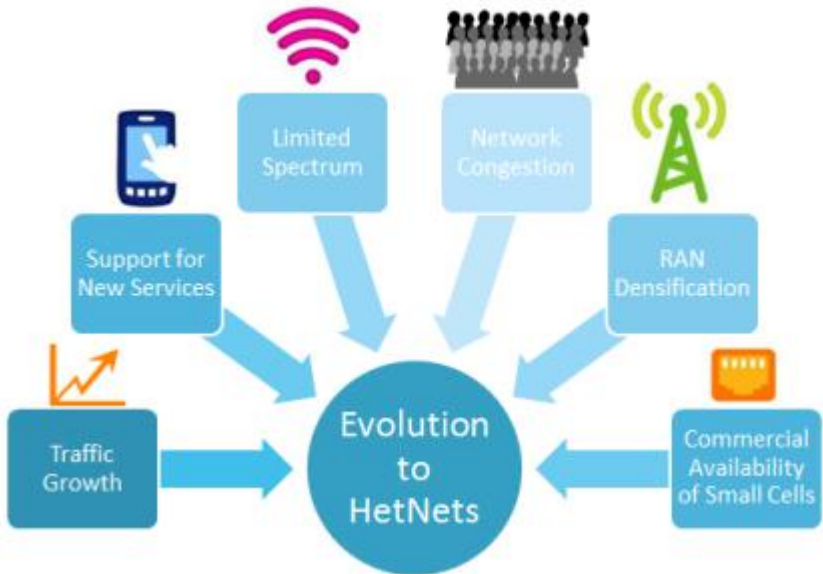 Limited
Spectrum
Network
Congestion
Support for
New Services
RAN
Densification
Traffic
Growth
Evolution
to
HetNets
Commercial
Availability
of Small Cells